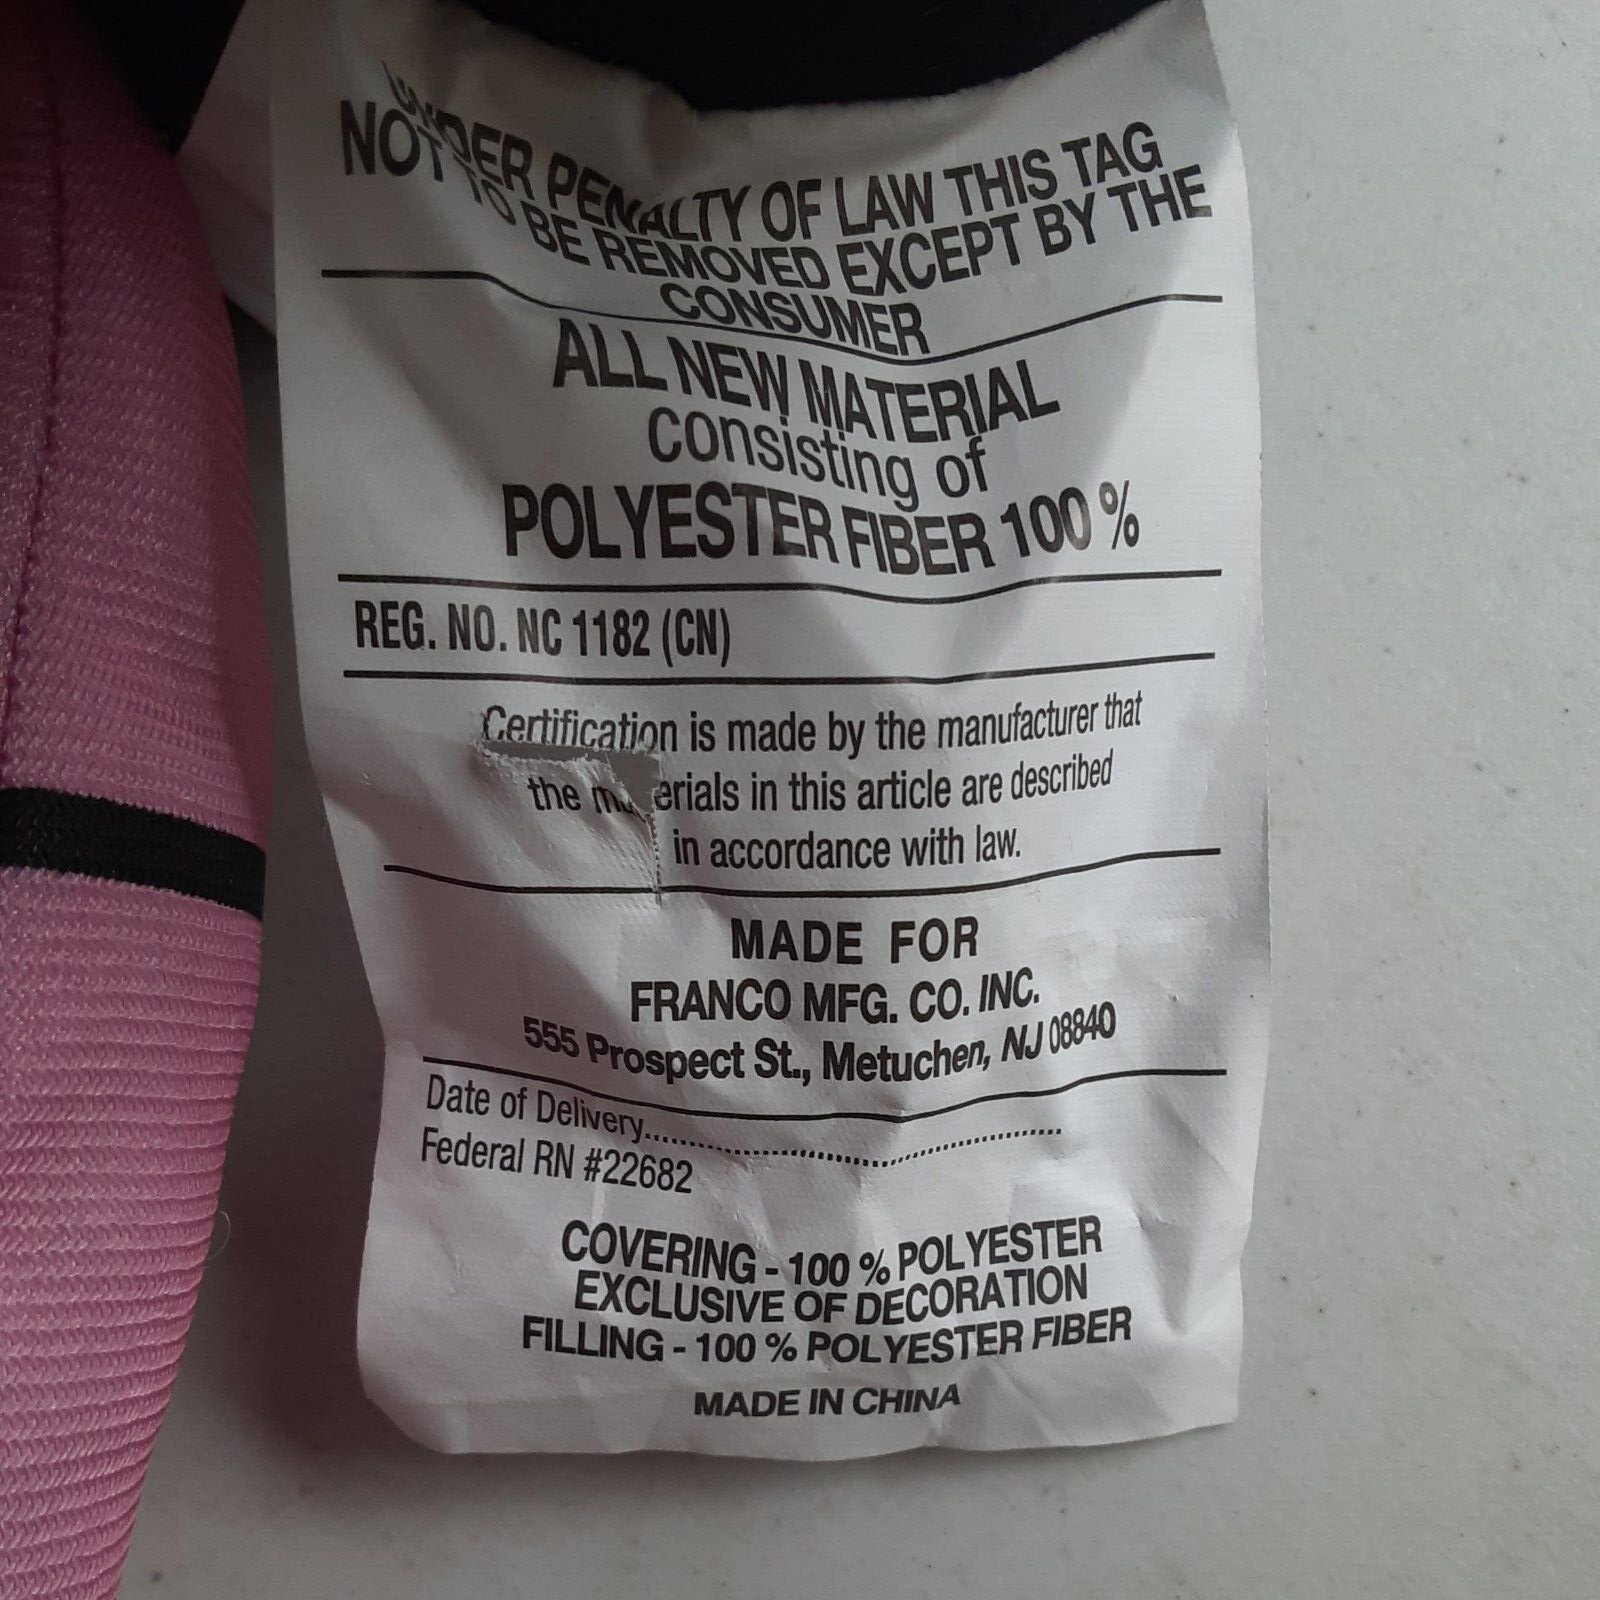 UNDER PENALTY OF LAW THIS TAG
NOT TO BE REMOVED EXCEPT BY THE
CONSUMER
ALL NEW MATERIAL
consisting of
POLYESTER FIBER 100 %
REG. NO. NC 1182 (CN)
Certification is made by the manufacturer that
the materials in this article are described
in accordance with law.
MADE FOR
FRANCO MFG. CO. INC.
555 Prospect St., Metuchen, NJ 08840
Date of Delivery..........................................
Federal RN #22682
COVERING - 100 % POLYESTER
EXCLUSIVE OF DECORATION
FILLING - 100 % POLYESTER FIBER
MADE IN CHINA